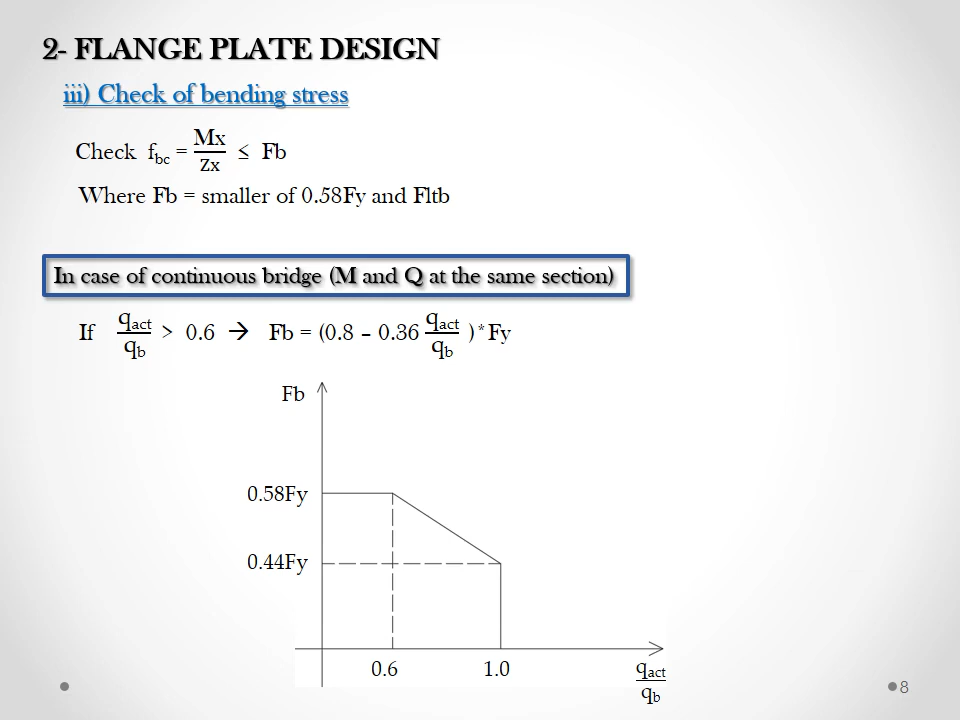 2- FLANGE PLATE DESIGN
iii) Check of bending stress
Check fbc = Mx/Zx ≤ Fb
Where Fb = smaller of 0.58Fy and Fltb
In case of continuous bridge (M and Q at the same section)
If qact/qb > 0.6 → Fb = (0.8 – 0.36 qact/qb )*Fy
Fb
0.58Fy
0.44Fy
0.6 1.0 qact/qb
8